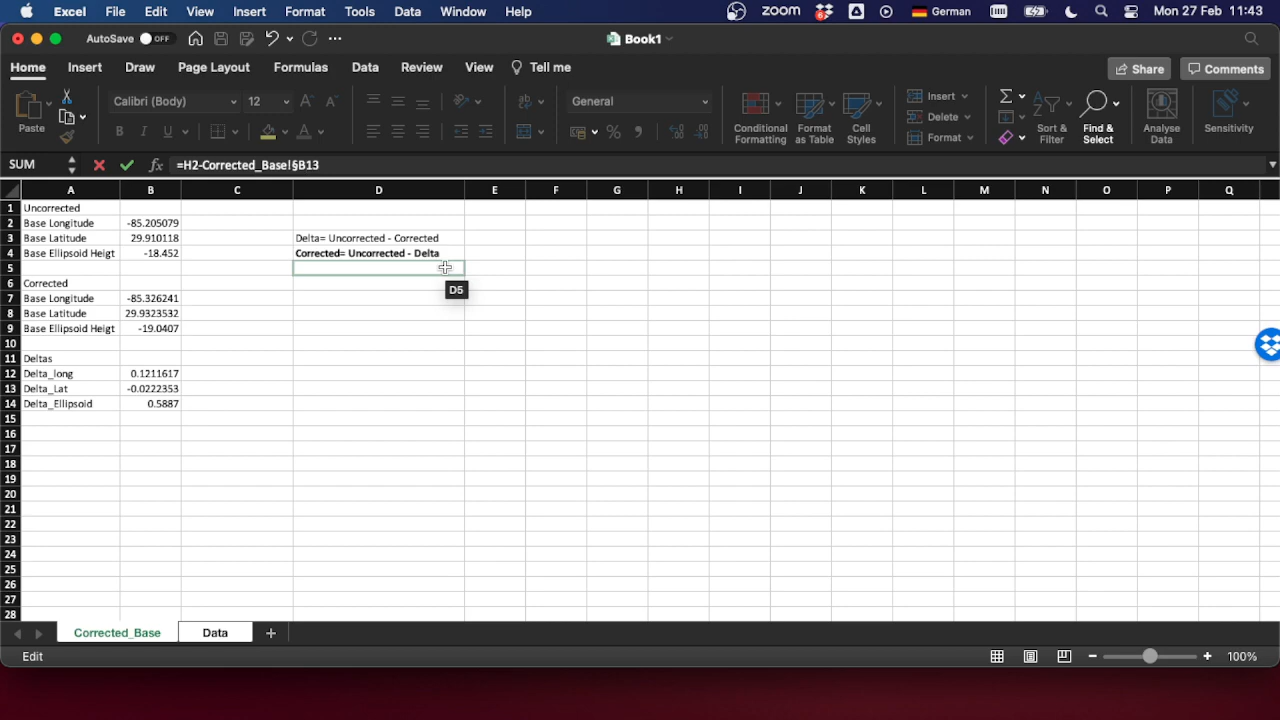 Excel File Edit View Insert Format Tools Data Window Help zoom 6 German Mon 27 Feb 11:43
AutoSave OFF Book1
Home Insert Draw Page Layout Formulas Data Review View Tell me Share Comments
Paste Calibri (Body) 12 General Conditional Formatting Format as Table Cell Styles Insert Delete Format Sort & Filter Find & Select Analyse Data Sensitivity
SUM fx =H2-Corrected_Base!$B13
A B C D E F G H I J K L M N O P Q
1 Uncorrected
2 Base Longitude -85.205079
3 Base Latitude 29.910118 Delta= Uncorrected - Corrected
4 Base Ellipsoid Heigt -18.452 Corrected= Uncorrected - Delta
5
D5
6 Corrected
7 Base Longitude -85.326241
8 Base Latitude 29.9323532
9 Base Ellipsoid Heigt -19.0407
10
11 Deltas
12 Delta_long 0.1211617
13 Delta_Lat -0.0222353
14 Delta_Ellipsoid 0.5887
15
16
17
18
19
20
21
22
23
24
25
26
27
28
Corrected_Base Data
Edit 100%